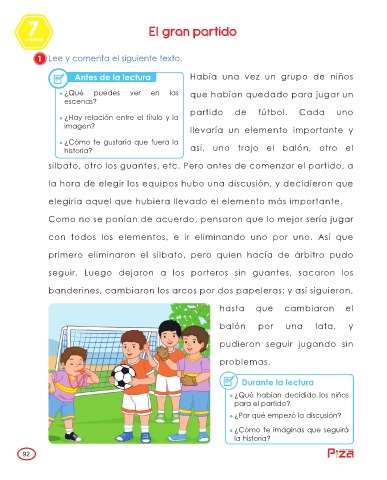 7
El gran partido
1 Lee y comenta el siguiente texto.
Antes de la lectura
• ¿Qué puedes ver en las
escenas?
• ¿Hay relación entre el título y la
imagen?
• ¿Cómo te gustaría que fuera la
historia?
Había una vez un grupo de niños
que habían quedado para jugar un
partido de fútbol. Cada uno
llevaría un elemento importante y
así, uno trajo el balón, otro el
silbato, otro los guantes, etc. Pero antes de comenzar el partido, a
la hora de elegir los equipos hubo una discusión, y decidieron que
elegiría aquel que hubiera llevado el elemento más importante.
Como no se ponían de acuerdo, pensaron que lo mejor sería jugar
con todos los elementos, e ir eliminando uno por uno. Así que
primero eliminaron el silbato, pero quien hacía de árbitro pudo
seguir. Luego dejaron a los porteros sin guantes, sacaron los
banderines, cambiaron los arcos por dos papeleras; y así siguieron,
hasta que cambiaron el
balón por una lata, y
pudieron seguir jugando sin
problemas.
Durante la lectura
• ¿Qué habían decidido los niños
para el partido?
• ¿Por qué empezó la discusión?
• ¿Cómo te imaginas que seguirá
la historia?
92